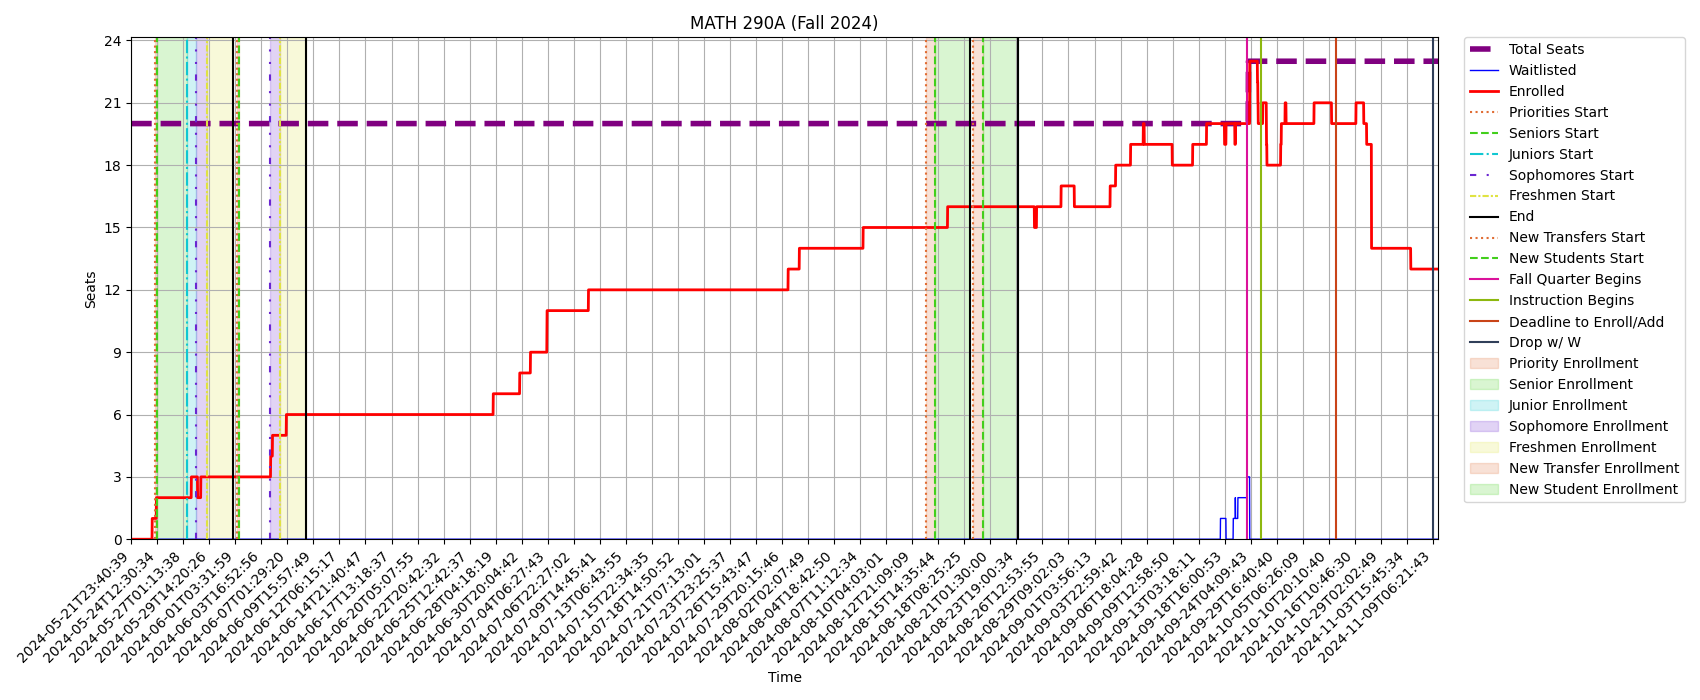 MATH 290A (Fall 2024)
Seats
24
21
18
15
12
9
6
3
0
2024-05-21T23:40:39
2024-05-24T12:30:34
2024-05-27T01:13:38
2024-05-29T14:20:26
2024-06-01T03:31:59
2024-06-03T16:52:56
2024-06-07T01:29:20
2024-06-09T15:57:49
2024-06-12T06:15:17
2024-06-14T21:40:47
2024-06-17T13:18:37
2024-06-20T05:07:55
2024-06-22T20:42:32
2024-06-25T12:42:37
2024-06-28T04:18:19
2024-06-30T20:04:42
2024-07-04T06:27:43
2024-07-06T22:27:02
2024-07-09T14:45:41
2024-07-13T06:43:55
2024-07-15T22:34:35
2024-07-18T14:50:52
2024-07-21T07:13:01
2024-07-23T23:25:37
2024-07-26T15:43:47
2024-07-29T20:15:46
2024-08-02T02:07:49
2024-08-04T18:42:50
2024-08-07T11:12:34
2024-08-10T04:03:01
2024-08-12T21:09:09
2024-08-15T14:35:44
2024-08-18T08:25:25
2024-08-21T01:30:00
2024-08-23T19:00:34
2024-08-26T12:53:55
2024-08-29T09:02:03
2024-09-01T03:56:13
2024-09-03T22:59:42
2024-09-06T18:04:28
2024-09-09T12:58:50
2024-09-13T03:18:11
2024-09-18T16:00:53
2024-09-24T04:09:43
2024-09-29T16:40:40
2024-10-05T06:26:09
2024-10-10T20:10:46
2024-10-16T10:46:30
2024-10-29T02:02:49
2024-11-03T15:45:34
2024-11-09T06:21:43
Time
Total Seats
Waitlisted
Enrolled
Priorities Start
Seniors Start
Juniors Start
Sophomores Start
Freshmen Start
End
New Transfers Start
New Students Start
Fall Quarter Begins
Instruction Begins
Deadline to Enroll/Add
Drop w/ W
Priority Enrollment
Senior Enrollment
Junior Enrollment
Sophomore Enrollment
Freshmen Enrollment
New Transfer Enrollment
New Student Enrollment